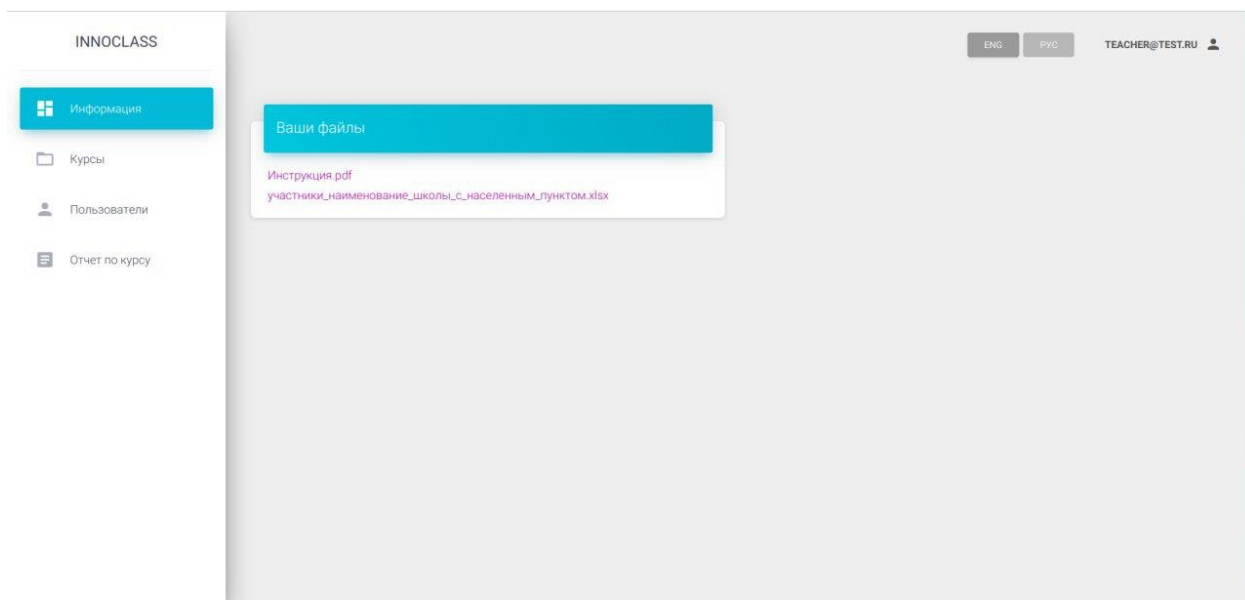 INNOCLASS
ENG
РУС
TEACHER@TEST.RU
Информация
Курсы
Пользователи
Отчет по курсу
Ваши файлы
Инструкция.pdf
участники_наименование_школы_с_населенным_пунктом.xlsx